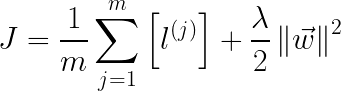 J = \frac{1}{m} \sum_{j=1}^{m} \left[ l^{(j)} \right] + \frac{\lambda}{2} \|\vec{w}\|^2